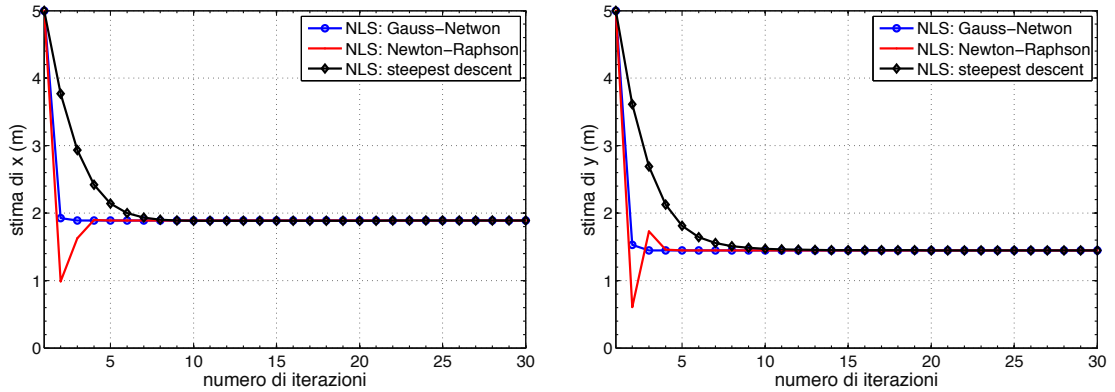 5
4
3
2
1
0
stima di x (m)
5
10
15
20
25
30
numero di iterazioni
NLS: Gauss−Netwon
NLS: Newton−Raphson
NLS: steepest descent
5
4
3
2
1
0
stima di y (m)
5
10
15
20
25
30
numero di iterazioni
NLS: Gauss−Netwon
NLS: Newton−Raphson
NLS: steepest descent